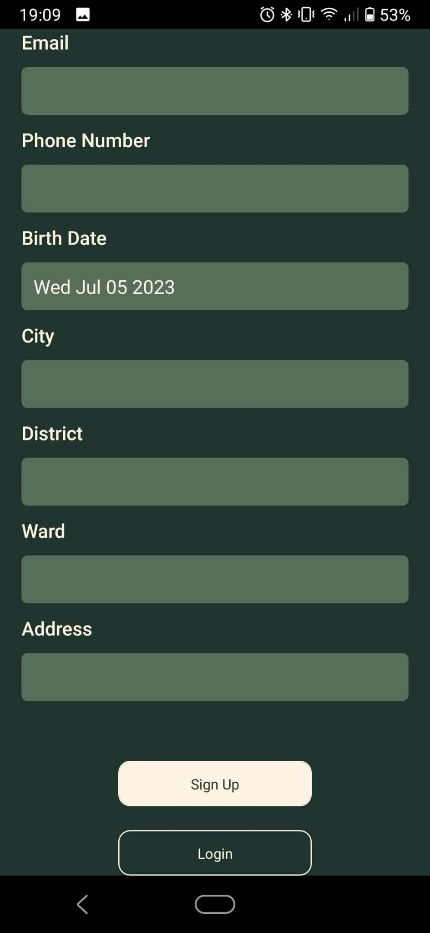 19:09 53%
Email
Phone Number
Birth Date
Wed Jul 05 2023
City
District
Ward
Address
Sign Up
Login